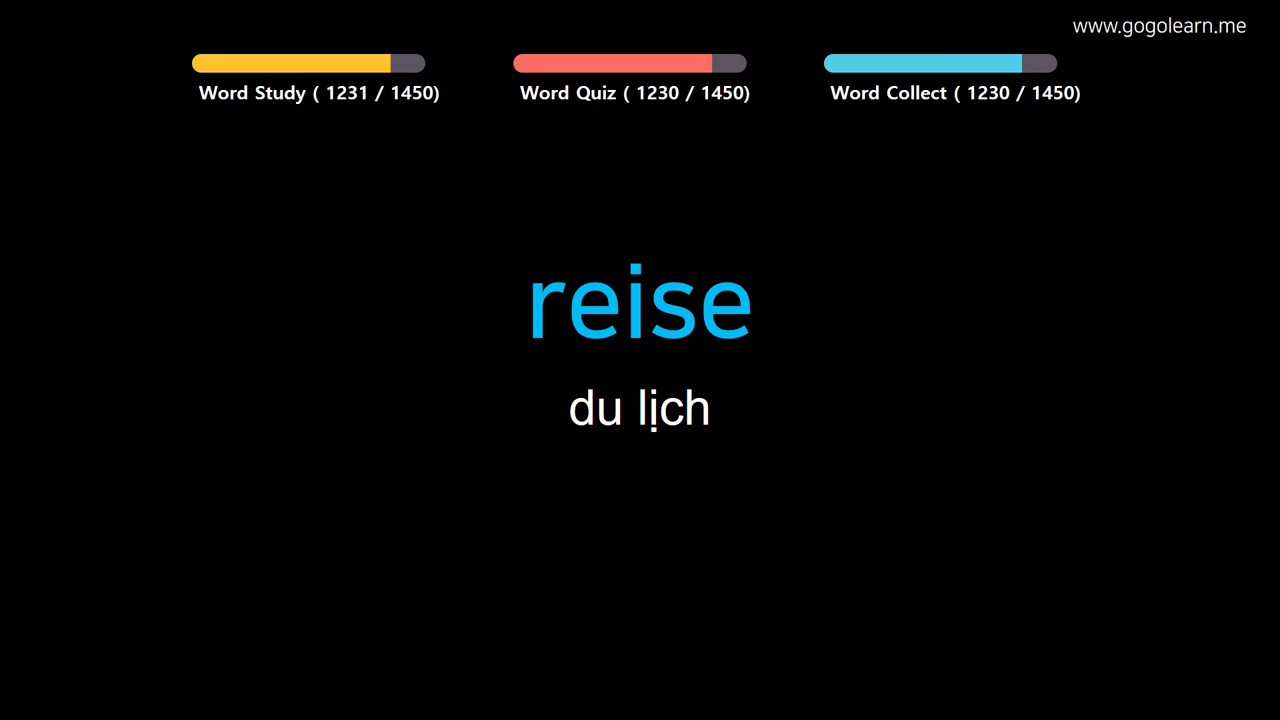 www.gogolearn.me
Word Study ( 1231 / 1450)
Word Quiz ( 1230 / 1450)
Word Collect ( 1230 / 1450)
reise
du lịch